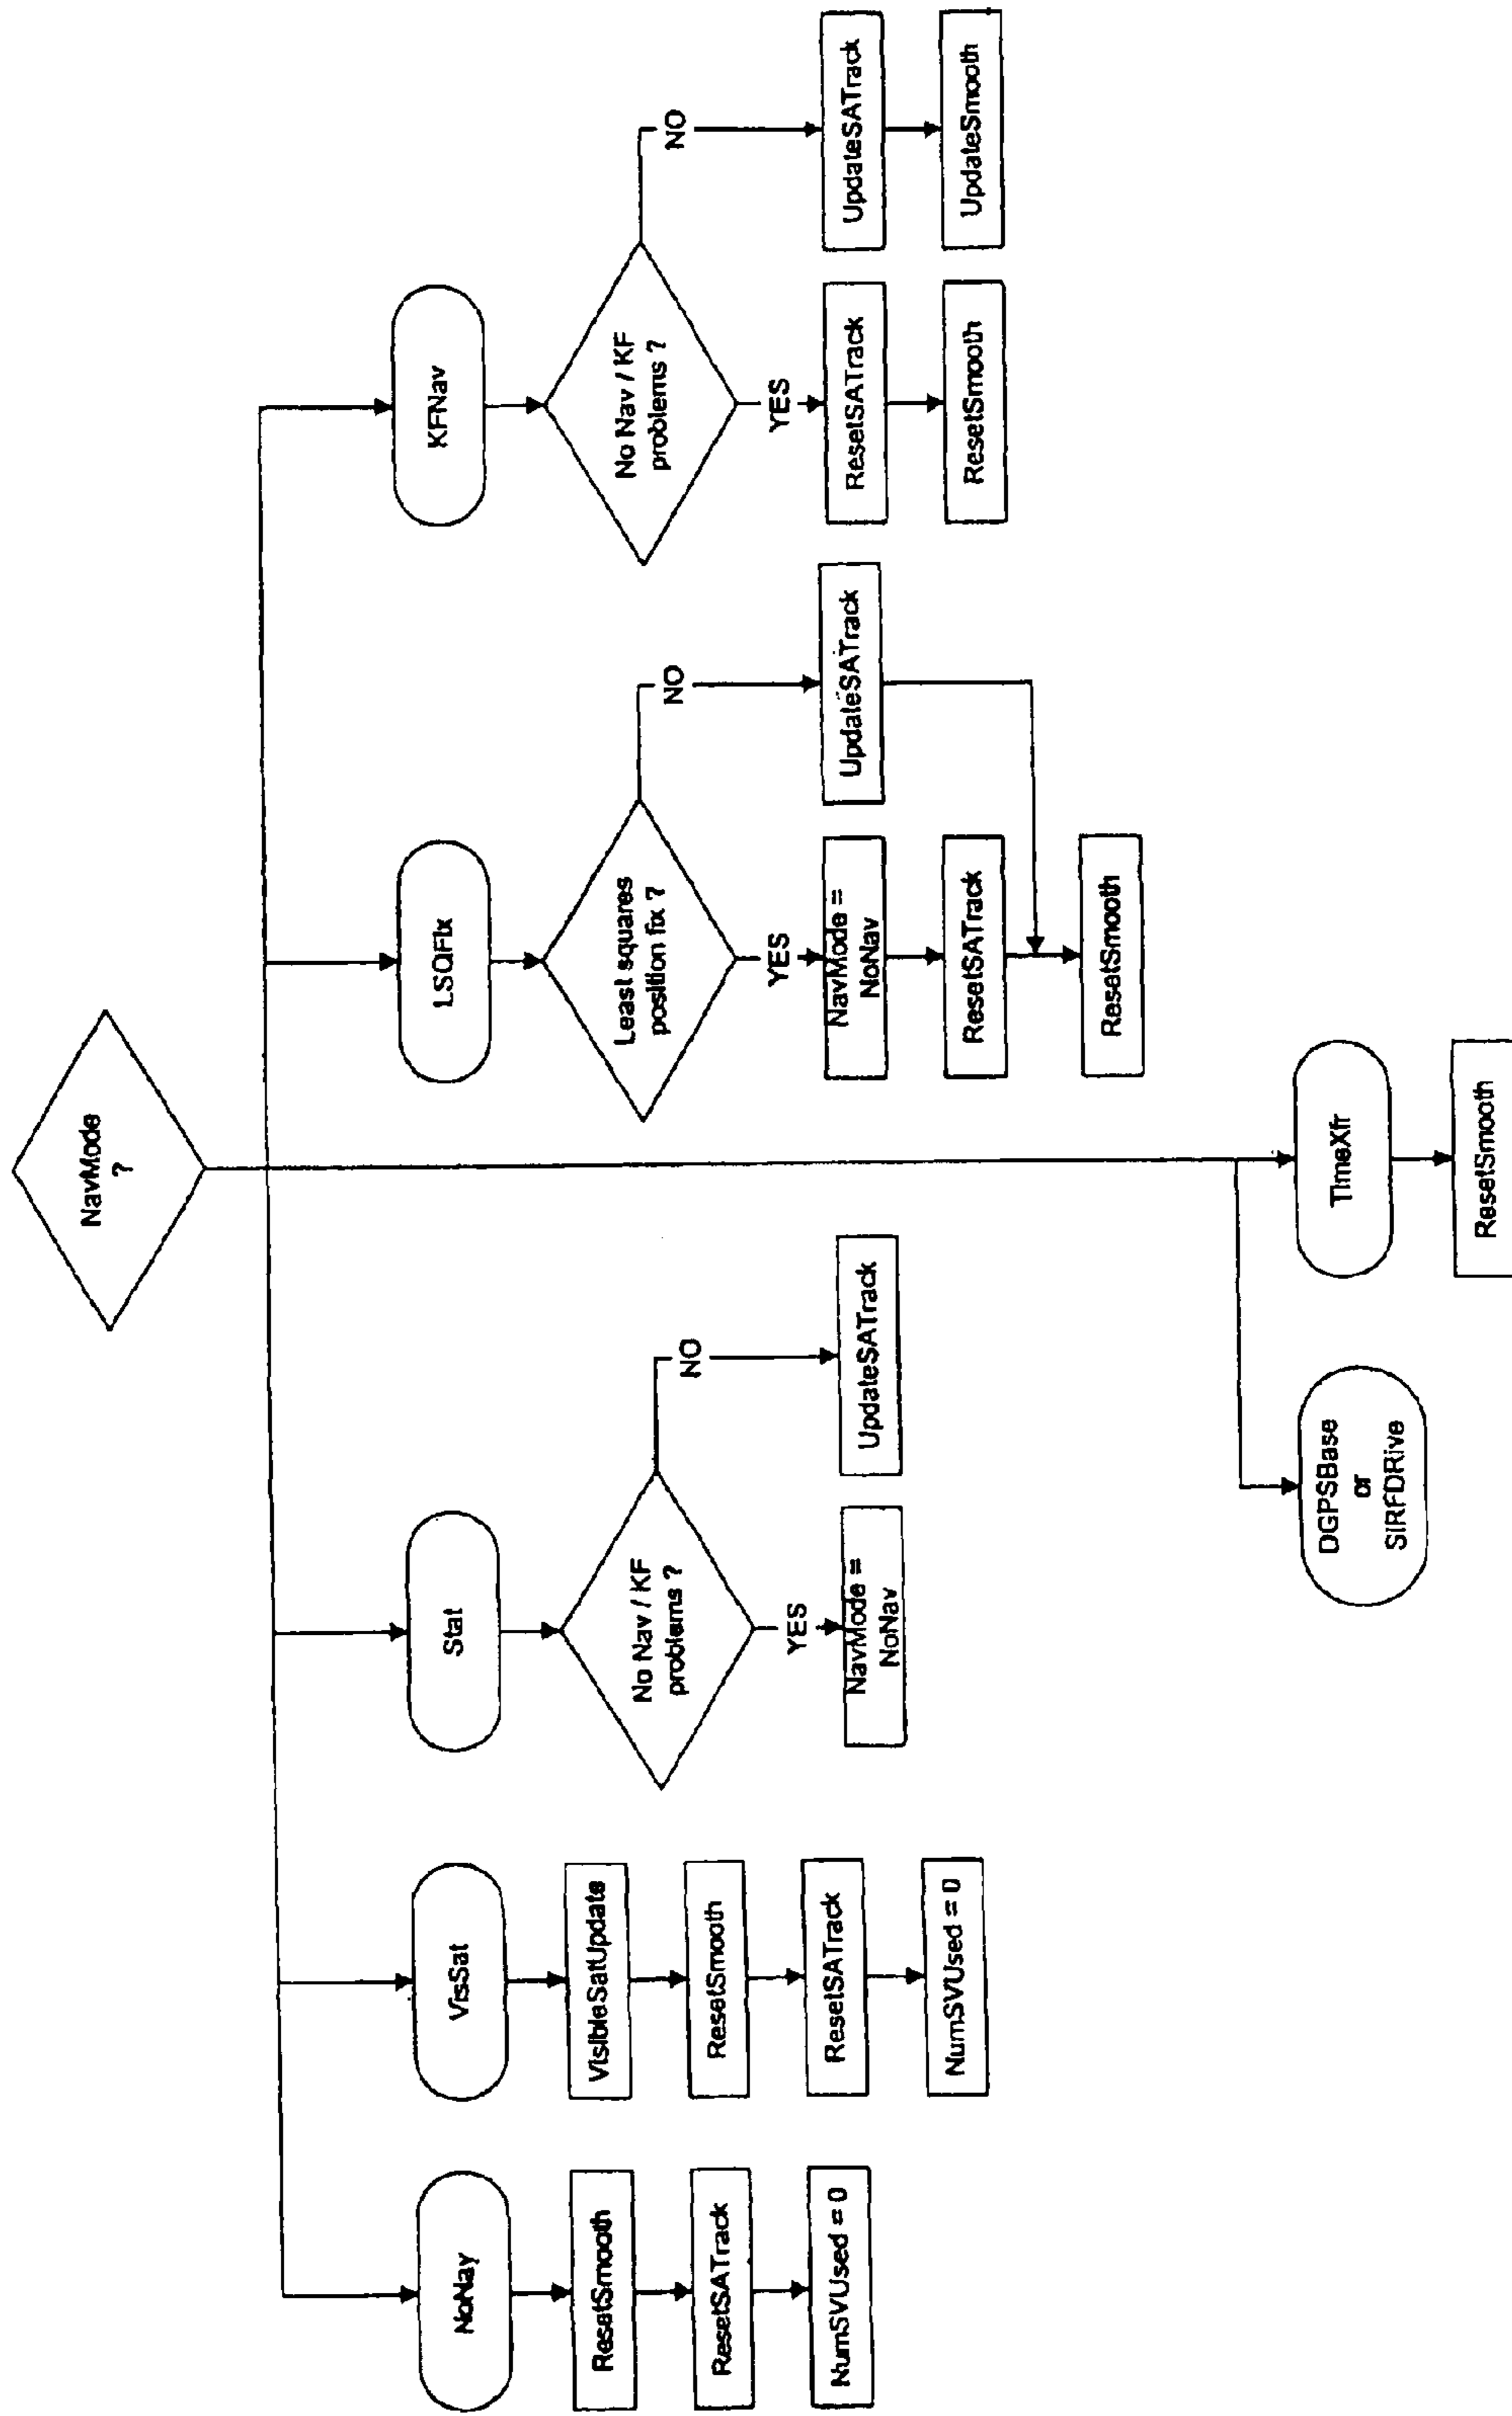 NavMode
?
NoNay
ResetSmooth
ResetSATrack
NumSVUsed = 0
VisSat
VisibleSatUpdate
ResetSmooth
ResetSATrack
NumSVUsed = 0
Stat
No Nav / KF
problems ?
YES
NO
NavMode =
NoNav
UpdateSATrack
LSQFix
Least squares
position fix ?
YES
NO
NavMode =
NoNav
UpdateSATrack
ResetSATrack
ResetSmooth
KFNav
No Nav / KF
problems ?
YES
NO
ResetSATrack
UpdateSATrack
ResetSmooth
UpdateSmooth
DGPSBase
or
SiRFDRive
TimeXfr
ResetSmooth